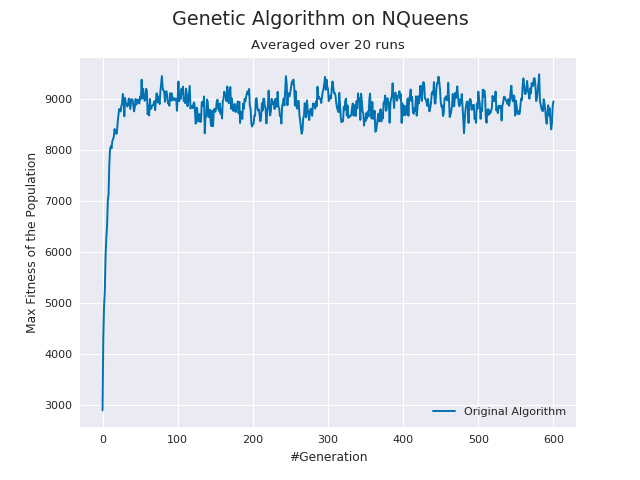 Genetic Algorithm on NQueens
Averaged over 20 runs
Max Fitness of the Population
9000
8000
7000
6000
5000
4000
3000
0 100 200 300 400 500 600
#Generation
Original Algorithm